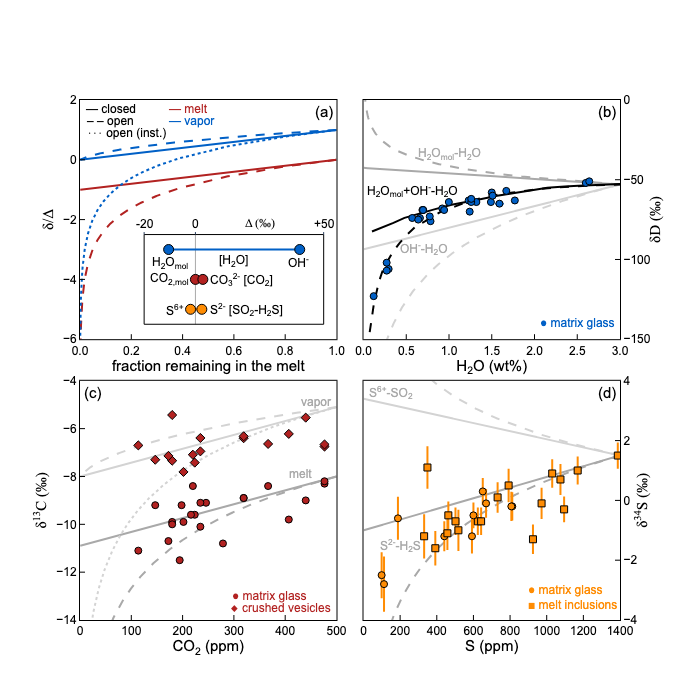 2
0
−2
−4
−6
δ/Δ
closed
melt
(a)
open
vapor
open (inst.)
-20
0
Δ (‰)
+50
H₂Oₘₒₗ
[H₂O]
OH⁻
CO₂,ₘₒₗ
CO₃²⁻ [CO₂]
S⁶⁺
S²⁻ [SO₂-H₂S]
0.0
0.2
0.4
0.6
0.8
1.0
fraction remaining in the melt
(b)
H₂Oₘₒₗ-H₂O
H₂Oₘₒₗ+OH⁻-H₂O
OH⁻-H₂O
matrix glass
0
−50
−100
−150
δD (‰)
0.0
0.5
1.0
1.5
2.0
2.5
3.0
H₂O (wt%)
−4
−6
−8
−10
−12
−14
δ¹³C (‰)
(c)
vapor
melt
matrix glass
crushed vesicles
0
100
200
300
400
500
CO₂ (ppm)
(d)
S⁶⁺-SO₂
S²⁻-H₂S
matrix glass
melt inclusions
4
2
0
−2
−4
δ³⁴S (‰)
0
200
400
600
800
1000
1200
1400
S (ppm)